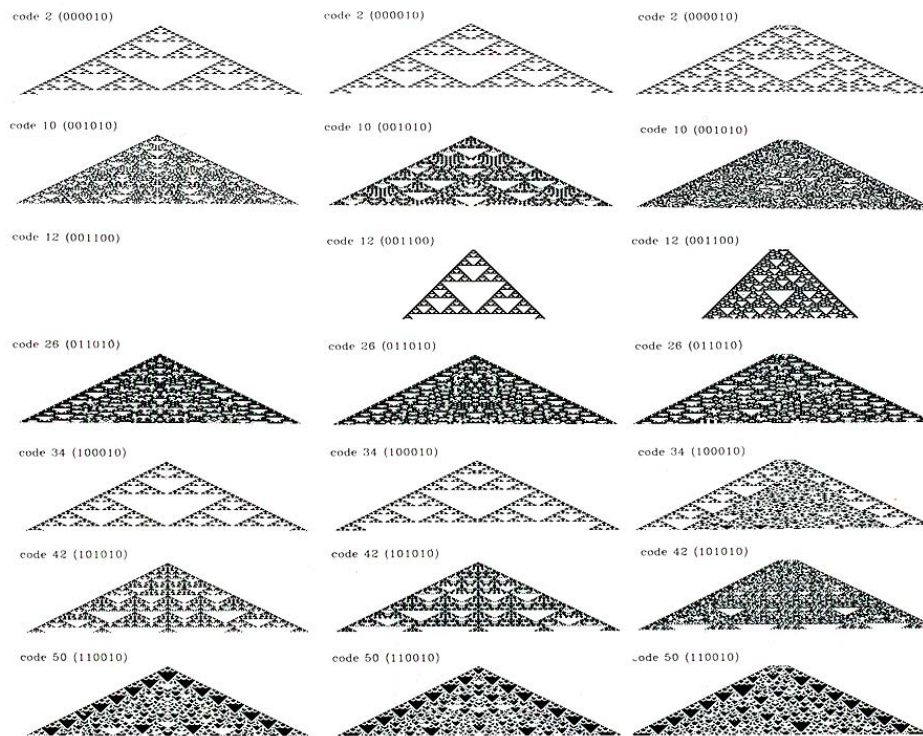 code 2 (000010)
code 2 (000010)
code 2 (000010)
code 10 (001010)
code 10 (001010)
code 10 (001010)
code 12 (001100)
code 12 (001100)
code 12 (001100)
code 26 (011010)
code 26 (011010)
code 26 (011010)
code 34 (100010)
code 34 (100010)
code 34 (100010)
code 42 (101010)
code 42 (101010)
code 42 (101010)
code 50 (110010)
code 50 (110010)
code 50 (110010)